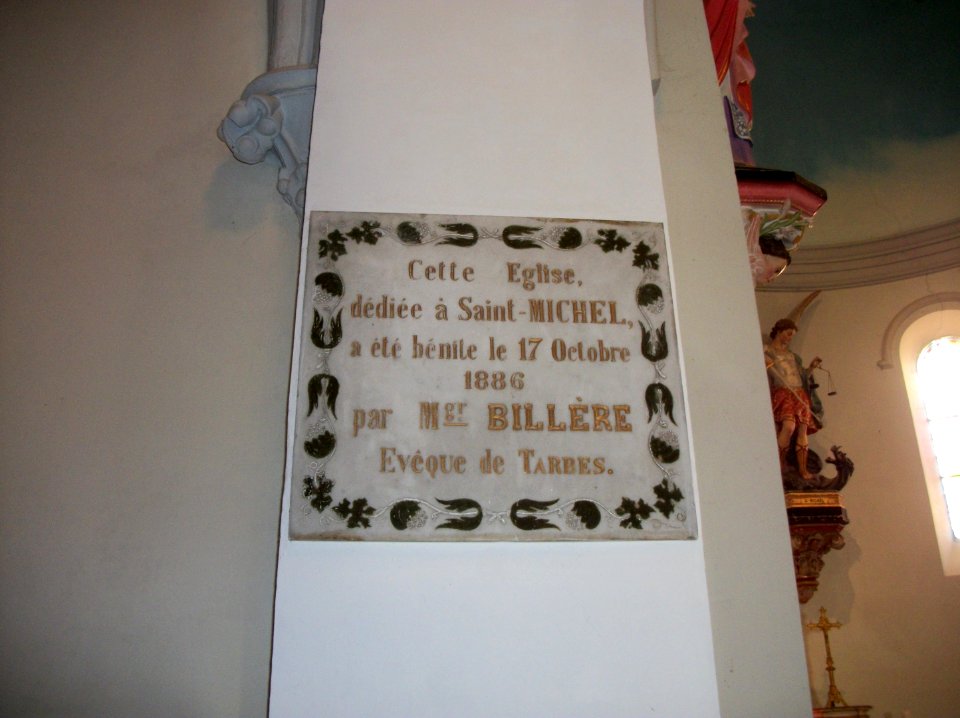 Cette Eglise,
dédiée à Saint-MICHEL,
a été bénite le 17 Octobre
1886
par Mgr BILLÈRE
Evêque de TARBES.